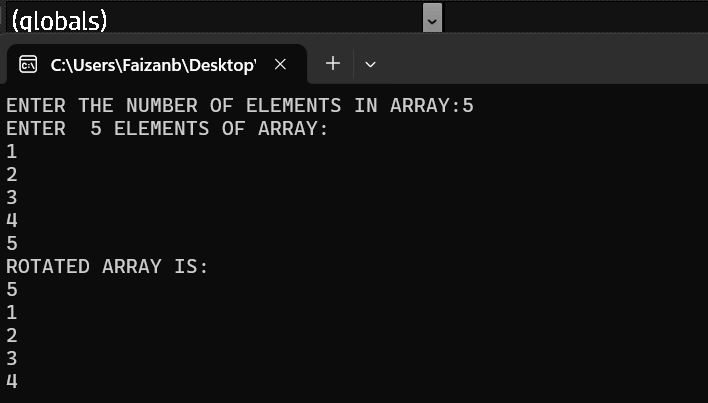 (globals)
C:\Users\Faizanb\Desktop\
ENTER THE NUMBER OF ELEMENTS IN ARRAY:5
ENTER  5 ELEMENTS OF ARRAY:
1
2
3
4
5
ROTATED ARRAY IS:
5
1
2
3
4